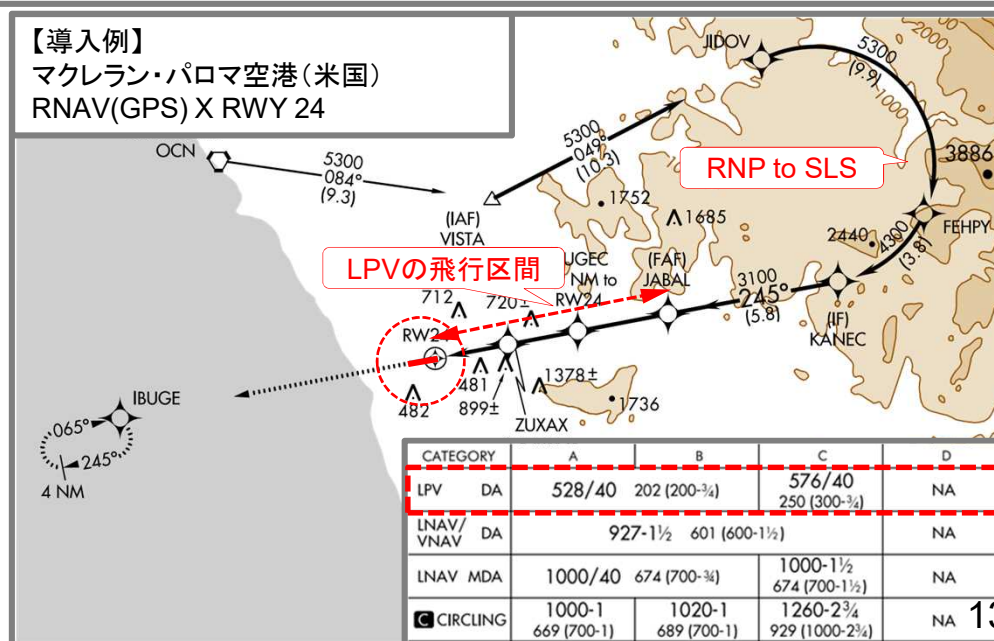 【導入例】
マクレラン・パロマ空港（米国）
RNAV(GPS) X RWY 24
JIDOV
5300
(9.9)
1000
2000
OCN
5300
084°
(9.3)
5300
049°
(10.3)
RNP to SLS
3886
(IAF)
VISTA
1752
1685
FEHPY
2440
4300
(3.8)
LPVの飛行区間
UGEC
NM to
RW24
(FAF)
JABAL
3100
245°
(5.8)
(IF)
KANEC
712
720±
RW24
481
899±
482
1378±
1736
ZUXAX
IBUGE
065°
245°
4 NM
CATEGORY A B C D
LPV DA 528/40 202 (200-¾) 576/40 NA
250 (300-¾)
LNAV/
VNAV DA 927-1½ 601 (600-1½) NA
LNAV MDA 1000/40 674 (700-¾) 1000-1½ NA
674 (700-1½)
C CIRCLING 1000-1 1020-1 1260-2¾ NA
669 (700-1) 689 (700-1) 929 (1000-2¾)